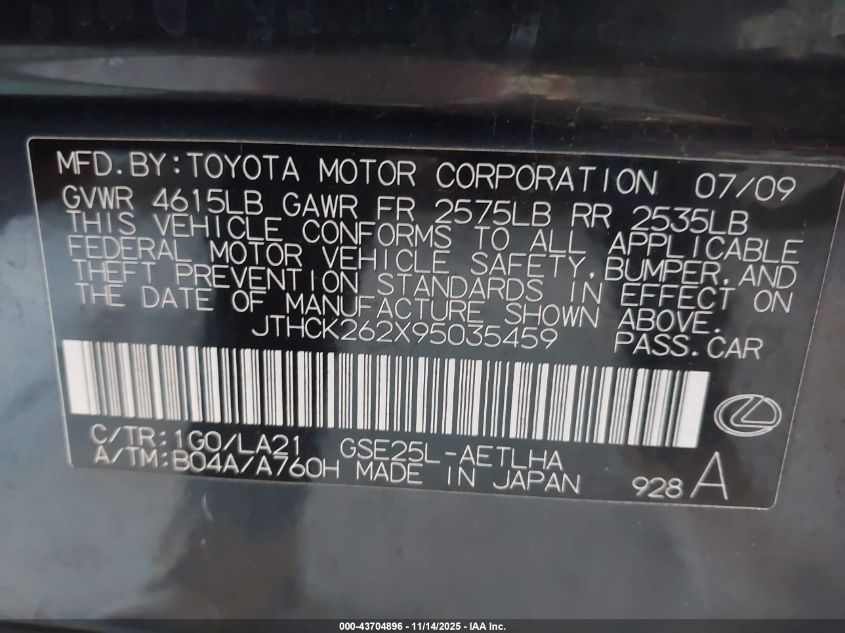 MFD.BY:TOYOTA MOTOR CORPORATION 07/09
GVWR 4615LB GAWR FR 2575LB RR 2535LB
THIS VEHICLE CONFORMS TO ALL APPLICABLE
FEDERAL MOTOR VEHICLE SAFETY,BUMPER,AND
THEFT PREVENTION STANDARDS IN EFFECT ON
THE DATE OF MANUFACTURE SHOWN ABOVE.
JTHCK262X95035459 PASS.CAR
C/TR:1G0/LA21 GSE25L-AETLHA
A/TM:B04A/A760H MADE IN JAPAN 928 A
000-43704896 - 11/14/2025 - IAA Inc.